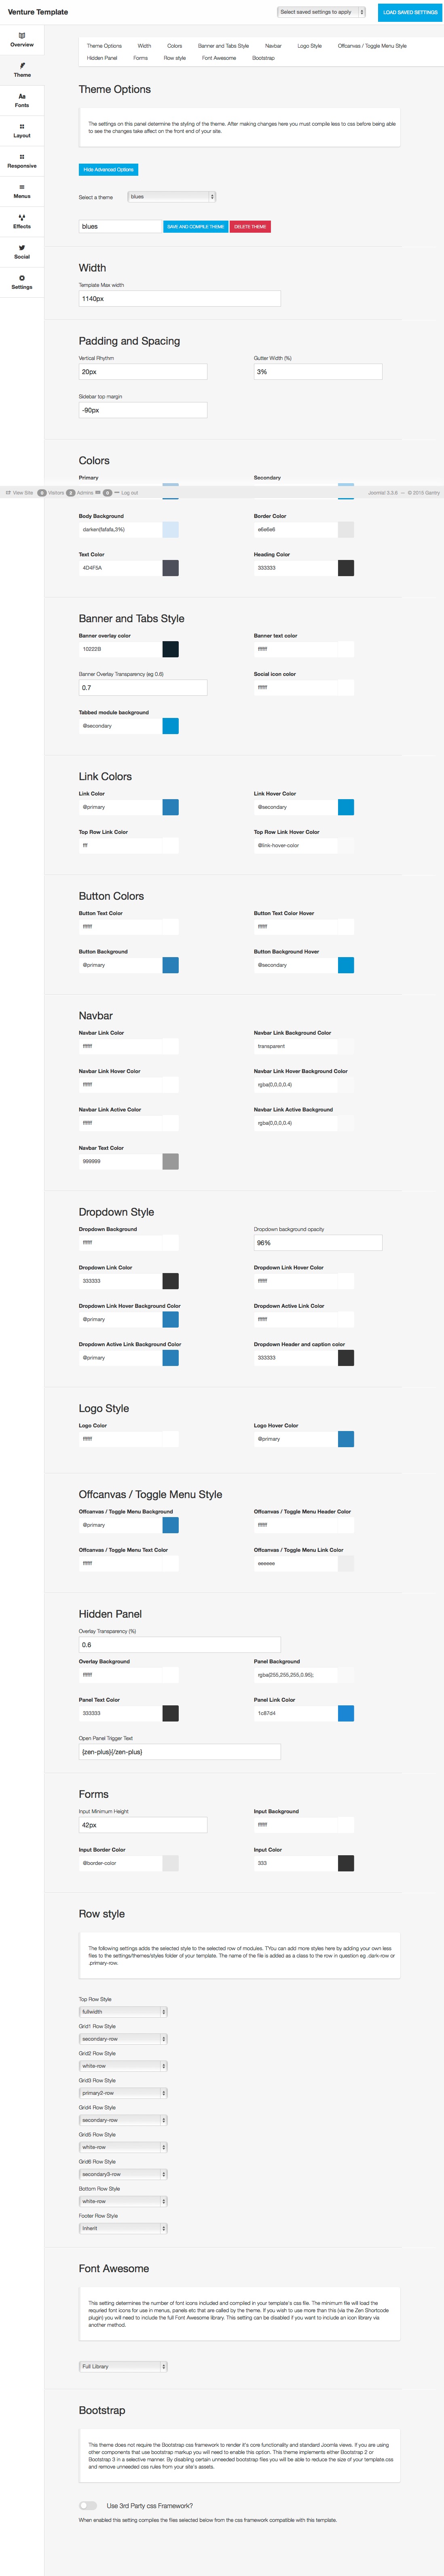 Venture Template
Select saved settings to apply
LOAD SAVED SETTINGS
Overview
Theme
Aa
Fonts
Layout
Responsive
Menus
Effects
Social
Settings
Theme Options Width Colors Banner and Tabs Style Navbar Logo Style Offcanvas / Toggle Menu Style
Hidden Panel Forms Row style Font Awesome Bootstrap
Theme Options
The settings on this panel determine the styling of the theme. After making changes here you must compile less to css before being able
to see the changes take effect on the front end of your site.
Hide Advanced Options
Select a theme blues
blues SAVE AND COMPILE THEME DELETE THEME
Width
Template Max width
1140px
Padding and Spacing
Vertical Rhythm Gutter Width (%)
20px 3%
Sidebar top margin
-90px
Colors
Primary Secondary
View Site Visitors Admins 0 Log out Joomla! 3.3.6 — © 2015 Gantry
Body Background Border Color
darken(fafafa,3%) e6e6e6
Text Color Heading Color
4D4F5A 333333
Banner and Tabs Style
Banner overlay color Banner text color
10222B ffffff
Banner Overlay Transparency (eg 0.6) Social icon color
0.7 ffffff
Tabbed module background
@secondary
Link Colors
Link Color Link Hover Color
@primary @secondary
Top Row Link Color Top Row Link Hover Color
fff @link-hover-color
Button Colors
Button Text Color Button Text Color Hover
ffffff ffffff
Button Background Button Background Hover
@primary @secondary
Navbar
Navbar Link Color Navbar Link Background Color
ffffff transparent
Navbar Link Hover Color Navbar Link Hover Background Color
ffffff rgba(0,0,0,0.4)
Navbar Link Active Color Navbar Link Active Background
ffffff rgba(0,0,0,0.4)
Navbar Text Color
999999
Dropdown Style
Dropdown Background Dropdown background opacity
ffffff 96%
Dropdown Link Color Dropdown Link Hover Color
333333 ffffff
Dropdown Link Hover Background Color Dropdown Active Link Color
@primary ffffff
Dropdown Active Link Background Color Dropdown Header and caption color
@primary 333333
Logo Style
Logo Color Logo Hover Color
ffffff @primary
Offcanvas / Toggle Menu Style
Offcanvas / Toggle Menu Background Offcanvas / Toggle Menu Header Color
@primary ffffff
Offcanvas / Toggle Menu Text Color Offcanvas / Toggle Menu Link Color
ffffff eeeeee
Hidden Panel
Overlay Transparency (%)
0.6
Overlay Background Panel Background
ffffff rgba(255,255,255,0.95);
Panel Text Color Panel Link Color
333333 1c87d4
Open Panel Trigger Text
{zen-plus}{/zen-plus}
Forms
Input Minimum Height Input Background
42px ffffff
Input Border Color Input Color
@border-color 333
Row style
The following settings adds the selected style to the selected row of modules. TYou can add more styles here by adding your own less
files to the settings/themes/styles folder of your template. The name of the file is added as a class to the row in question eg .dark-row or
.primary-row.
Top Row Style
fullwidth
Grid1 Row Style
secondary-row
Grid2 Row Style
white-row
Grid3 Row Style
primary2-row
Grid4 Row Style
secondary-row
Grid5 Row Style
white-row
Grid6 Row Style
secondary3-row
Bottom Row Style
white-row
Footer Row Style
Inherit
Font Awesome
This setting determines the number of font icons included and compiled in your template's css file. The minimum file will load the
required font icons for use in menus, panels etc that are called by the theme. If you wish to use more than this (via the Zen Shortcode
plugin) you will need to include the full Font Awesome library. This setting can be disabled if you want to include an icon library via
another method.
Full Library
Bootstrap
This theme does not require the Bootstrap css framework to render it's core functionality and standard Joomla views. If you are using
other components that use bootstrap markup you will need to enable this option. This theme implements either Bootstrap 2 or
Bootstrap 3 in a selective manner. By disabling certain unneeded bootstrap files you will be able to reduce the size of your template.css
and remove unneeded css rules from your site's assets.
Use 3rd Party css Framework?
When enabled this setting compiles the files selected below from the css framework compatible with this template.